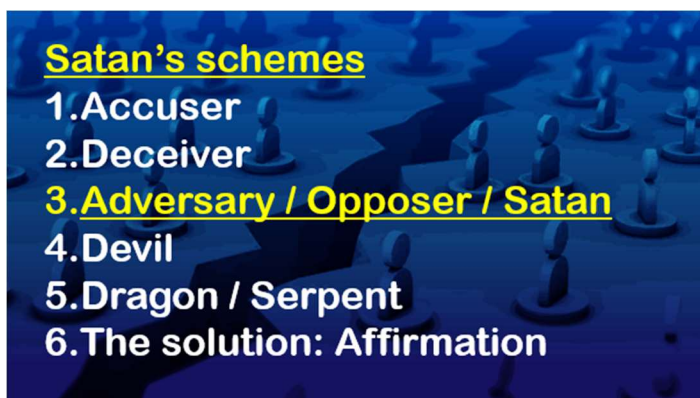 Satan’s schemes
1.Accuser
2.Deceiver
3.Adversary / Opposer / Satan
4.Devil
5.Dragon / Serpent
6.The solution: Affirmation